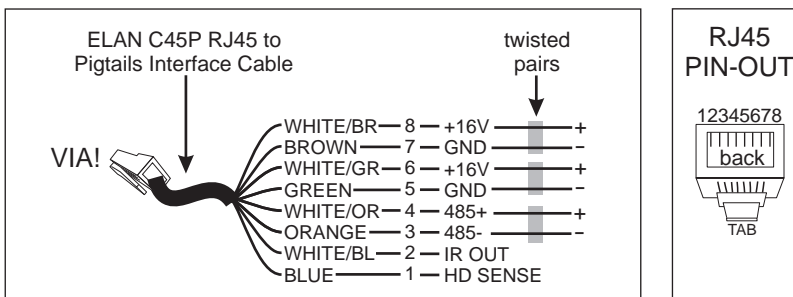 ELAN C45P RJ45 to
Pigtails Interface Cable
twisted
pairs
VIA!
WHITE/BR 8 +16V +
BROWN 7 GND -
WHITE/GR 6 +16V +
GREEN 5 GND -
WHITE/OR 4 485+ +
ORANGE 3 485- -
WHITE/BL 2 IR OUT
BLUE 1 HD SENSE
RJ45
PIN-OUT
12345678
back
TAB